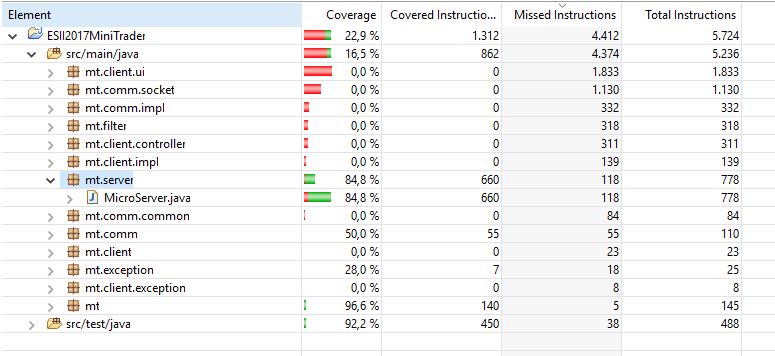 Element Coverage Covered Instructio... Missed Instructions Total Instructions
ESII2017MiniTrader 22,9 % 1.312 4.412 5.724
src/main/java 16,5 % 862 4.374 5.236
mt.client.ui 0,0 % 0 1.833 1.833
mt.comm.socket 0,0 % 0 1.130 1.130
mt.comm.impl 0,0 % 0 332 332
mt.filter 0,0 % 0 318 318
mt.client.controller 0,0 % 0 311 311
mt.client.impl 0,0 % 0 139 139
mt.server 84,8 % 660 118 778
MicroServer.java 84,8 % 660 118 778
mt.comm.common 0,0 % 0 84 84
mt.comm 50,0 % 55 55 110
mt.client 0,0 % 0 23 23
mt.exception 28,0 % 7 18 25
mt.client.exception 0,0 % 0 8 8
mt 96,6 % 140 5 145
src/test/java 92,2 % 450 38 488